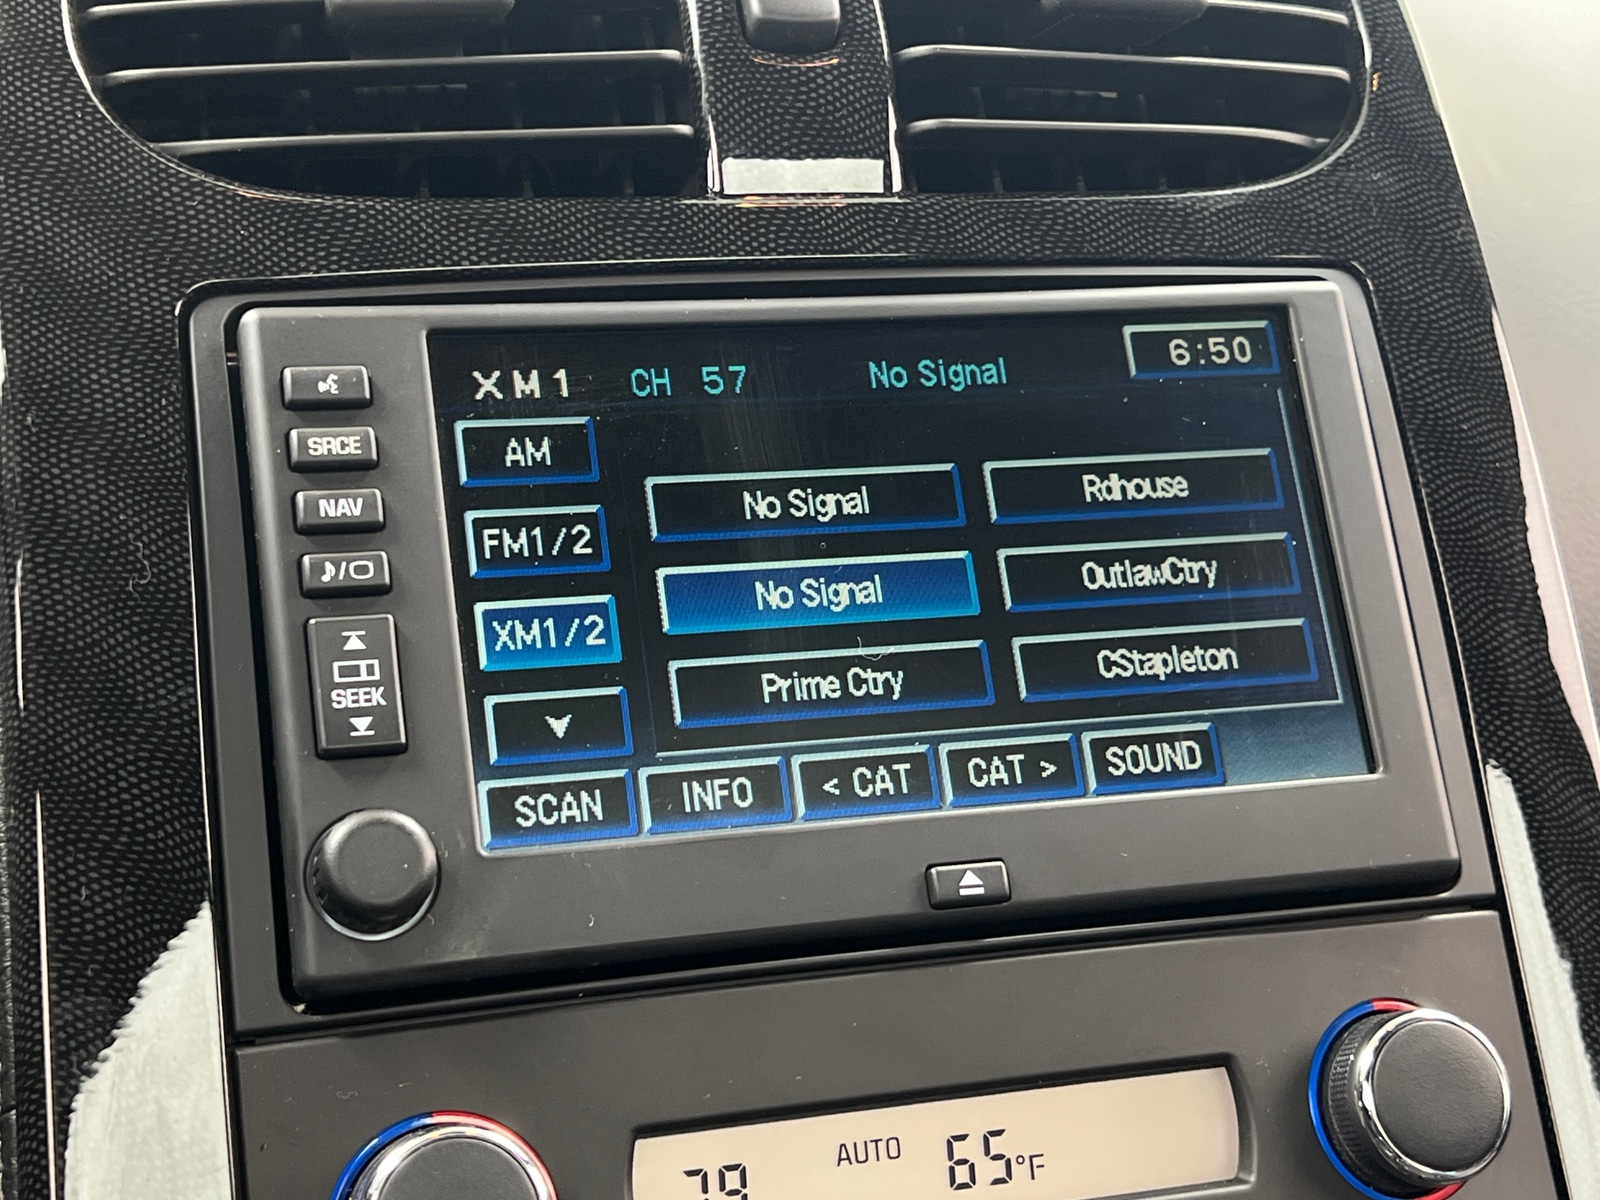 XM1 CH 57 No Signal 6:50
SRCE
NAV
SEEK
AM
FM1/2
XM1/2
No Signal Rdhouse
No Signal OutlawCtry
Prime Ctry CStapleton
SCAN INFO < CAT CAT > SOUND
AUTO 65°F